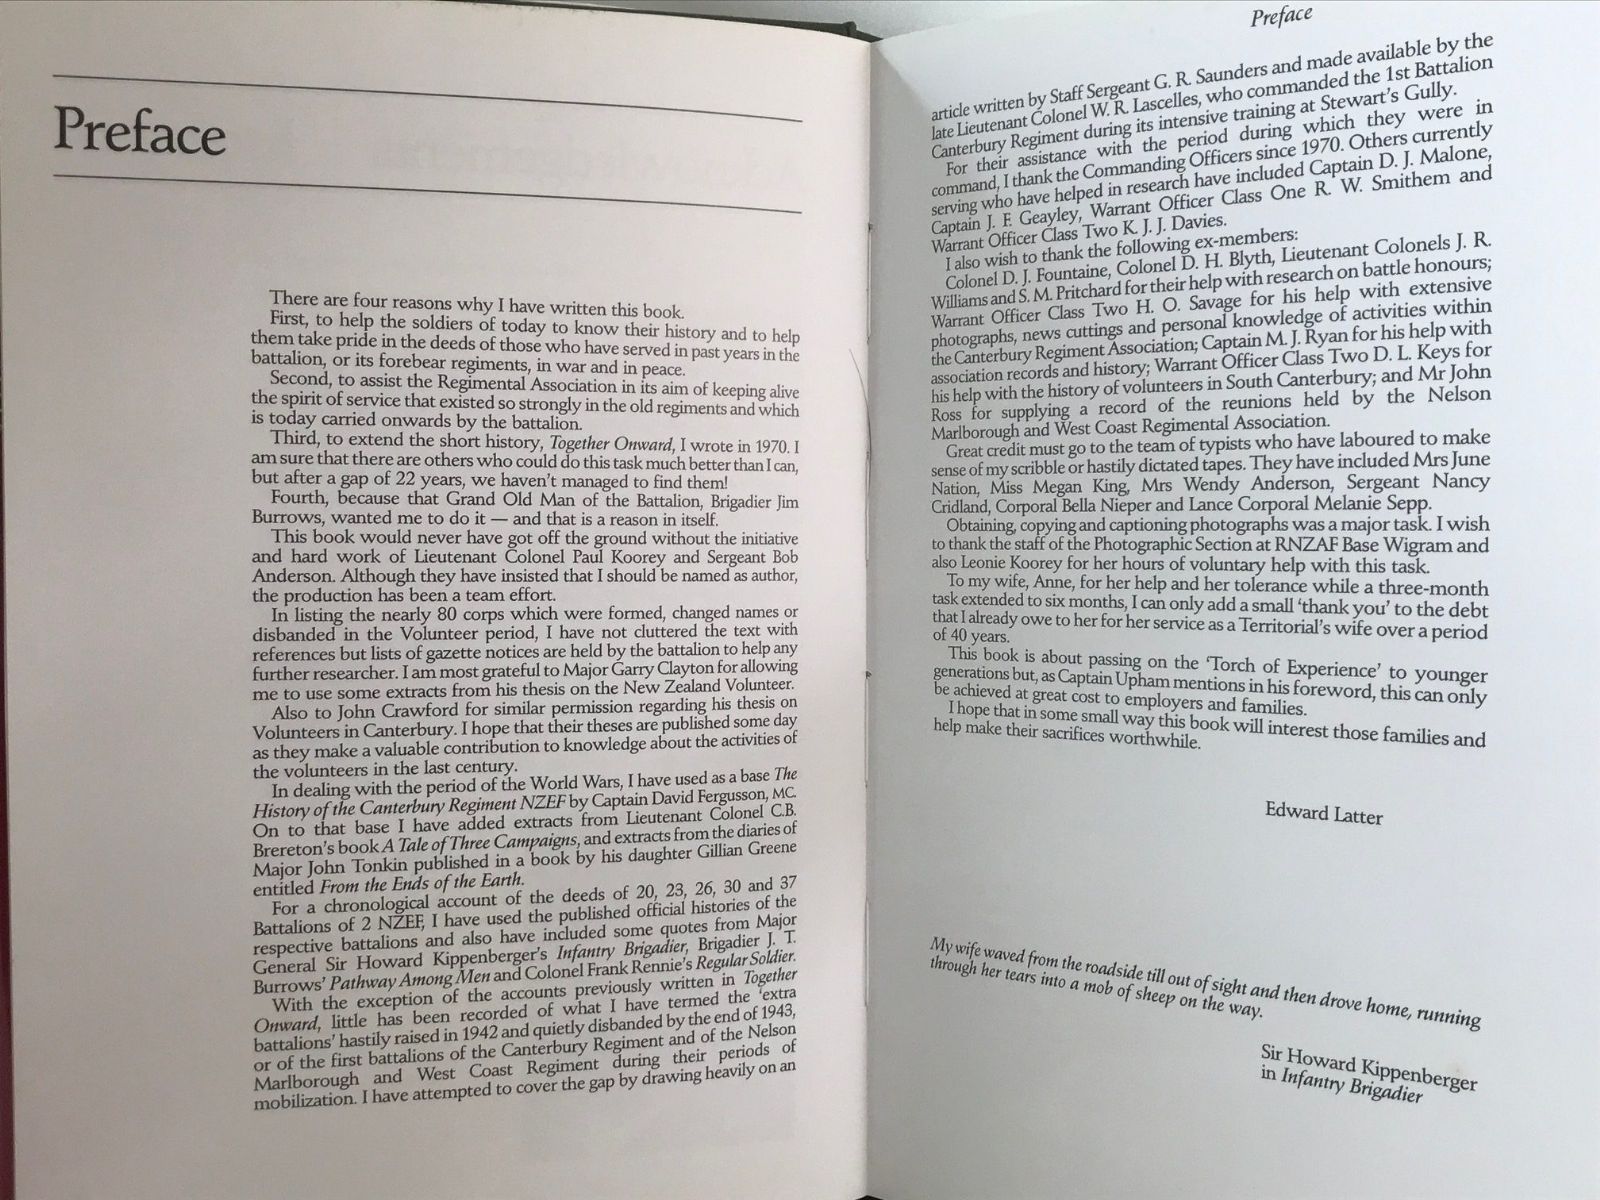 Preface
There are four reasons why I have written this book.
First, to help the soldiers of today to know their history and to help
them take pride in the deeds of those who have served in past years in the
battalion, or its forebear regiments, in war and in peace.
Second, to assist the Regimental Association in its aim of keeping alive
the spirit of service that existed so strongly in the old regiments and which
is today carried onwards by the battalion.
Third, to extend the short history, Together Onward, I wrote in 1970. I
am sure that there are others who could do this task much better than I can,
but after a gap of 22 years, we haven't managed to find them!
Fourth, because that Grand Old Man of the Battalion, Brigadier Jim
Burrows, wanted me to do it — and that is a reason in itself.
This book would never have got off the ground without the initiative
and hard work of Lieutenant Colonel Paul Koorey and Sergeant Bob
Anderson. Although they have insisted that I should be named as author,
the production has been a team effort.
In listing the nearly 80 corps which were formed, changed names or
disbanded in the Volunteer period, I have not cluttered the text with
references but lists of gazette notices are held by the battalion to help any
further researcher. I am most grateful to Major Garry Clayton for allowing
me to use some extracts from his thesis on the New Zealand Volunteer.
Also to John Crawford for similar permission regarding his thesis on
Volunteers in Canterbury. I hope that their theses are published some day
as they make a valuable contribution to knowledge about the activities of
the volunteers in the last century.
In dealing with the period of the World Wars, I have used as a base The
History of the Canterbury Regiment NZEF by Captain David Fergusson, MC.
On to that base I have added extracts from Lieutenant Colonel C.B.
Brereton's book A Tale of Three Campaigns, and extracts from the diaries of
Major John Tonkin published in a book by his daughter Gillian Greene
entitled From the Ends of the Earth.
For a chronological account of the deeds of 20, 23, 26, 30 and 37
Battalions of 2 NZEF, I have used the published official histories of the
respective battalions and also have included some quotes from Major
General Sir Howard Kippenberger's Infantry Brigadier, Brigadier J. T.
Burrows' Pathway Among Men and Colonel Frank Rennie's Regular Soldier.
With the exception of the accounts previously written in Together
Onward, little has been recorded of what I have termed the 'extra
battalions' hastily raised in 1942 and quietly disbanded by the end of 1943,
or of the first battalions of the Canterbury Regiment and of the Nelson
Marlborough and West Coast Regiment during their periods of
mobilization. I have attempted to cover the gap by drawing heavily on an
Preface
article written by Staff Sergeant G. R. Saunders and made available by the
late Lieutenant Colonel W. R. Lascelles, who commanded the 1st Battalion
Canterbury Regiment during its intensive training at Stewart's Gully.
For their assistance with the period during which they were in
command, I thank the Commanding Officers since 1970. Others currently
serving who have helped in research have included Captain D. J. Malone,
Captain J. F. Geayley, Warrant Officer Class One R. W. Smithem and
Warrant Officer Class Two K. J. J. Davies.
I also wish to thank the following ex-members:
Colonel D. J. Fountaine, Colonel D. H. Blyth, Lieutenant Colonels J. R.
Williams and S. M. Pritchard for their help with research on battle honours;
Warrant Officer Class Two H. O. Savage for his help with extensive
photographs, news cuttings and personal knowledge of activities within
the Canterbury Regiment Association; Captain M. J. Ryan for his help with
association records and history; Warrant Officer Class Two D. L. Keys for
his help with the history of volunteers in South Canterbury; and Mr John
Ross for supplying a record of the reunions held by the Nelson
Marlborough and West Coast Regimental Association.
Great credit must go to the team of typists who have laboured to make
sense of my scribble or hastily dictated tapes. They have included Mrs June
Nation, Miss Megan King, Mrs Wendy Anderson, Sergeant Nancy
Cridland, Corporal Bella Nieper and Lance Corporal Melanie Sepp.
Obtaining, copying and captioning photographs was a major task. I wish
to thank the staff of the Photographic Section at RNZAF Base Wigram and
also Leonie Koorey for her hours of voluntary help with this task.
To my wife, Anne, for her help and her tolerance while a three-month
task extended to six months, I can only add a small 'thank you' to the debt
that I already owe to her for her service as a Territorial's wife over a period
of 40 years.
This book is about passing on the 'Torch of Experience' to younger
generations but, as Captain Upham mentions in his foreword, this can only
be achieved at great cost to employers and families.
I hope that in some small way this book will interest those families and
help make their sacrifices worthwhile.
Edward Latter
My wife waved from the roadside till out of sight and then drove home, running
through her tears into a mob of sheep on the way.
Sir Howard Kippenberger
in Infantry Brigadier